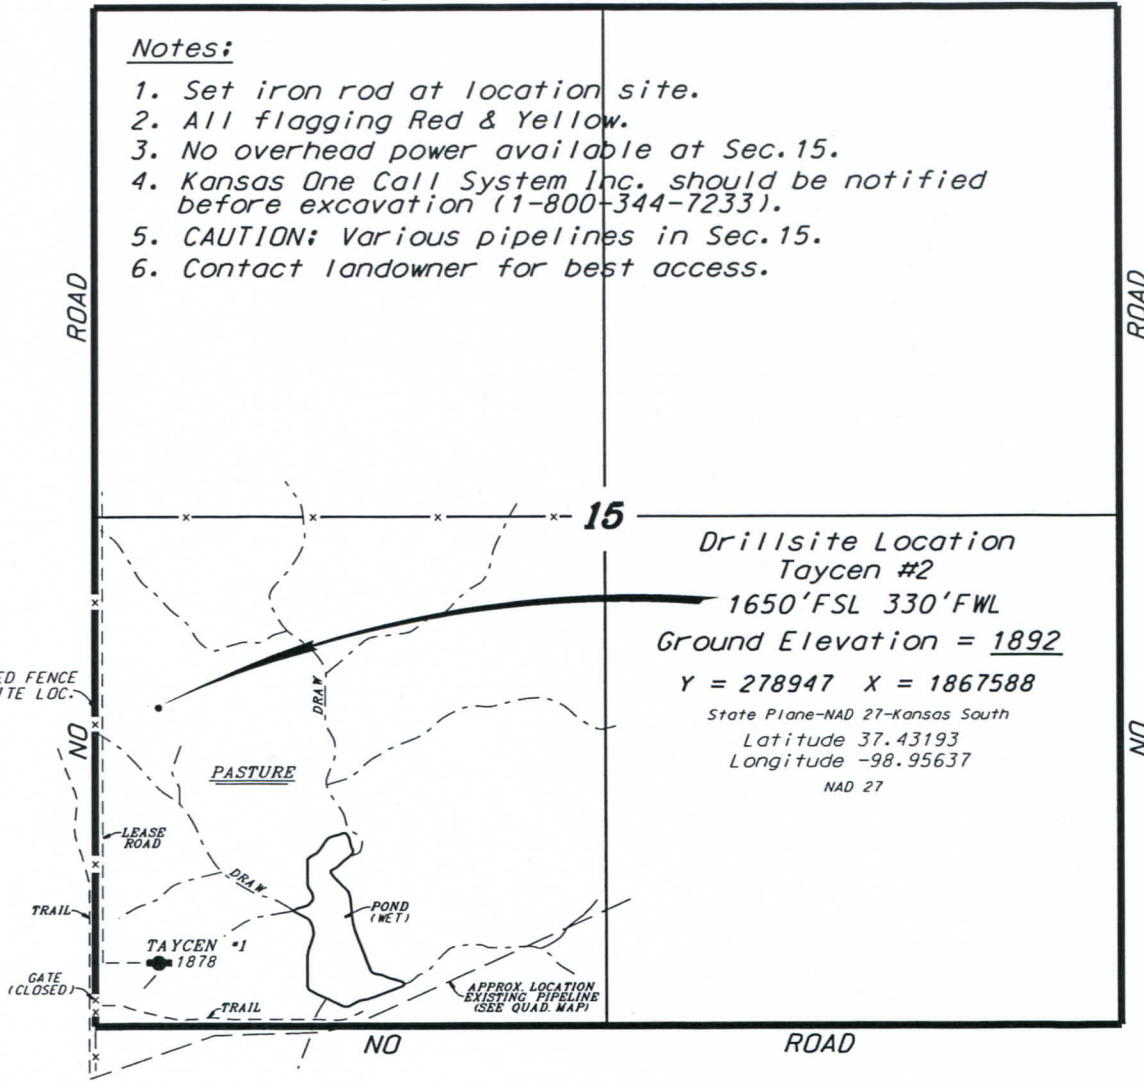 Notes:
1. Set iron rod at location site.
2. All flagging Red & Yellow.
3. No overhead power available at Sec.15.
4. Kansas One Call System Inc. should be notified
before excavation (1-800-344-7233).
5. CAUTION: Various pipelines in Sec.15.
6. Contact landowner for best access.
ROAD
ROAD
15
Drillsite Location
Taycen #2
1650'FSL 330'FWL
Ground Elevation = 1892
Y = 278947 X = 1867588
State Plane-NAD 27-Kansas South
Latitude 37.43193
Longitude -98.95637
NAD 27
FENCE
LOC.
NO
NO
DRAW
PASTURE
LEASE
ROAD
DRAW
TRAIL
POND
(WET)
TAYCEN #1
1878
GATE
(CLOSED)
TRAIL
APPROX. LOCATION
EXISTING PIPELINE
(SEE QUAD. MAP)
NO
ROAD